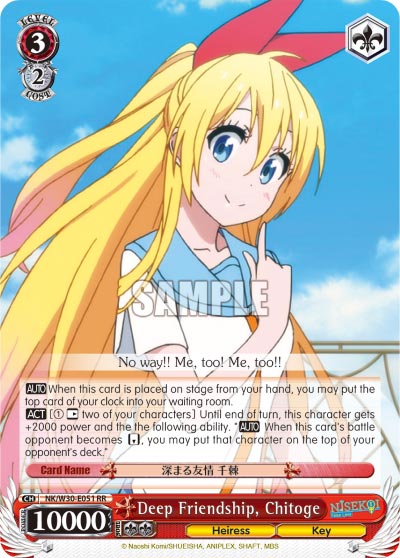 LEVEL
3
2
COST
SAMPLE
No way!! Me, too! Me, too!!
AUTO When this card is placed on stage from your hand, you may put the
top card of your clock into your waiting room.
ACT [① two of your characters] Until end of turn, this character gets
+2000 power and the the following ability. "AUTO When this card's battle
opponent becomes [], you may put that character on the top of your
opponent's deck."
Card Name 深まる友情 千棘
CH NK/W30-E051 RR
10000
Deep Friendship, Chitoge
NISEKOI
Heiress Key
© Naoshi Komi/SHUEISHA, ANIPLEX, SHAFT, MBS